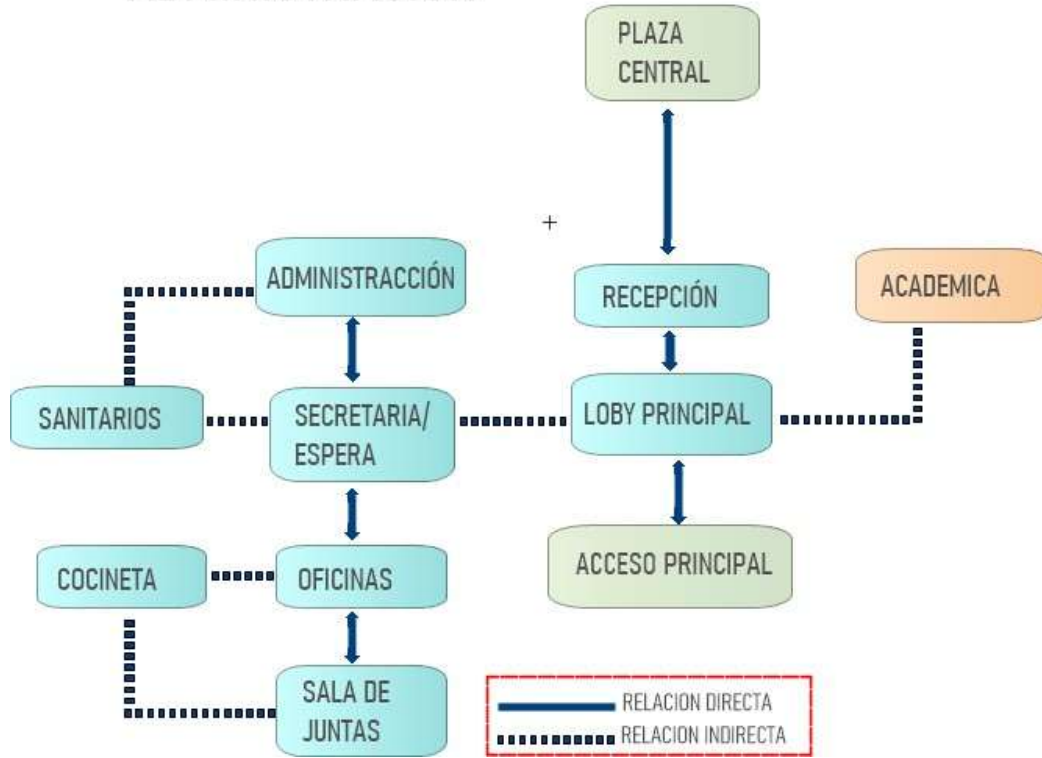 PLAZA
CENTRAL
ADMINISTRACCIÓN
RECEPCIÓN
ACADEMICA
SANITARIOS
SECRETARIA/
ESPERA
LOBY PRINCIPAL
COCINETA
OFICINAS
ACCESO PRINCIPAL
SALA DE
JUNTAS
RELACION DIRECTA
RELACION INDIRECTA